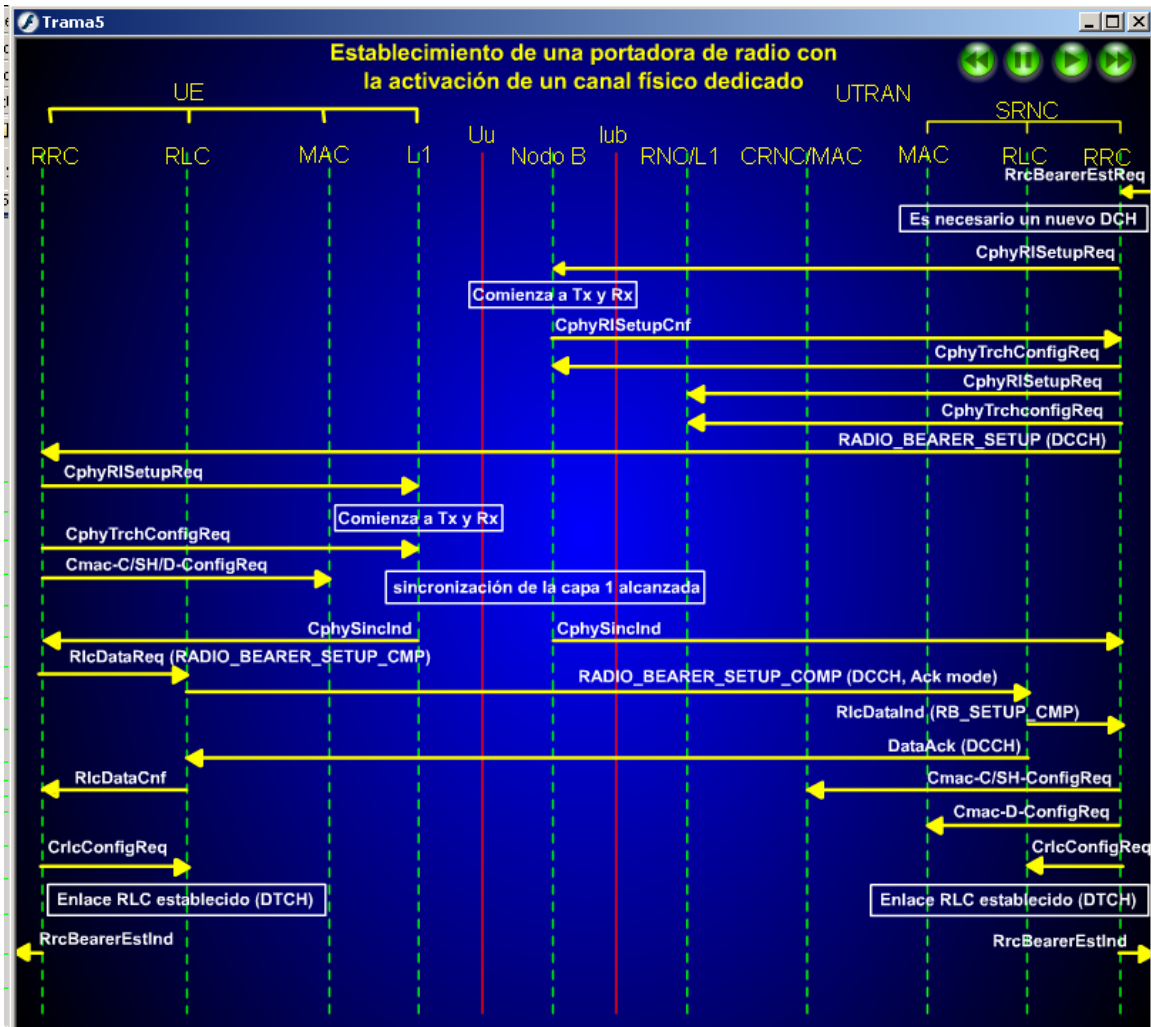 Trama5
Establecimiento de una portadora de radio con
la activación de un canal físico dedicado
UE
UTRAN
SRNC
Uu
Iub
RRC
RLC
MAC
L1
Nodo B
RNO/L1
CRNC/MAC
MAC
RLC
RRC
RrcBearerEstReq
Es necesario un nuevo DCH
CphyRlSetupReq
Comienza a Tx y Rx
CphyRlSetupCnf
CphyTrchConfigReq
CphyRlSetupReq
CphyTrchconfigReq
RADIO_BEARER_SETUP (DCCH)
CphyRlSetupReq
Comienza a Tx y Rx
CphyTrchConfigReq
Cmac-C/SH/D-ConfigReq
sincronización de la capa 1 alcanzada
CphySincInd
CphySincInd
RlcDataReq (RADIO_BEARER_SETUP_CMP)
RADIO_BEARER_SETUP_COMP (DCCH, Ack mode)
RlcDataInd (RB_SETUP_CMP)
DataAck (DCCH)
RlcDataCnf
Cmac-C/SH-ConfigReq
Cmac-D-ConfigReq
CrlcConfigReq
CrlcConfigReq
Enlace RLC establecido (DTCH)
Enlace RLC establecido (DTCH)
RrcBearerEstInd
RrcBearerEstInd